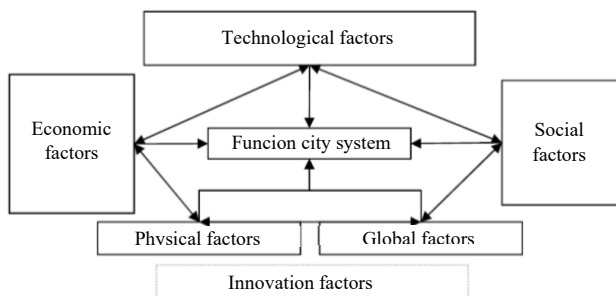 Technological factors
Economic
factors
Funcion city system
Social
factors
Physical factors
Global factors
Innovation factors